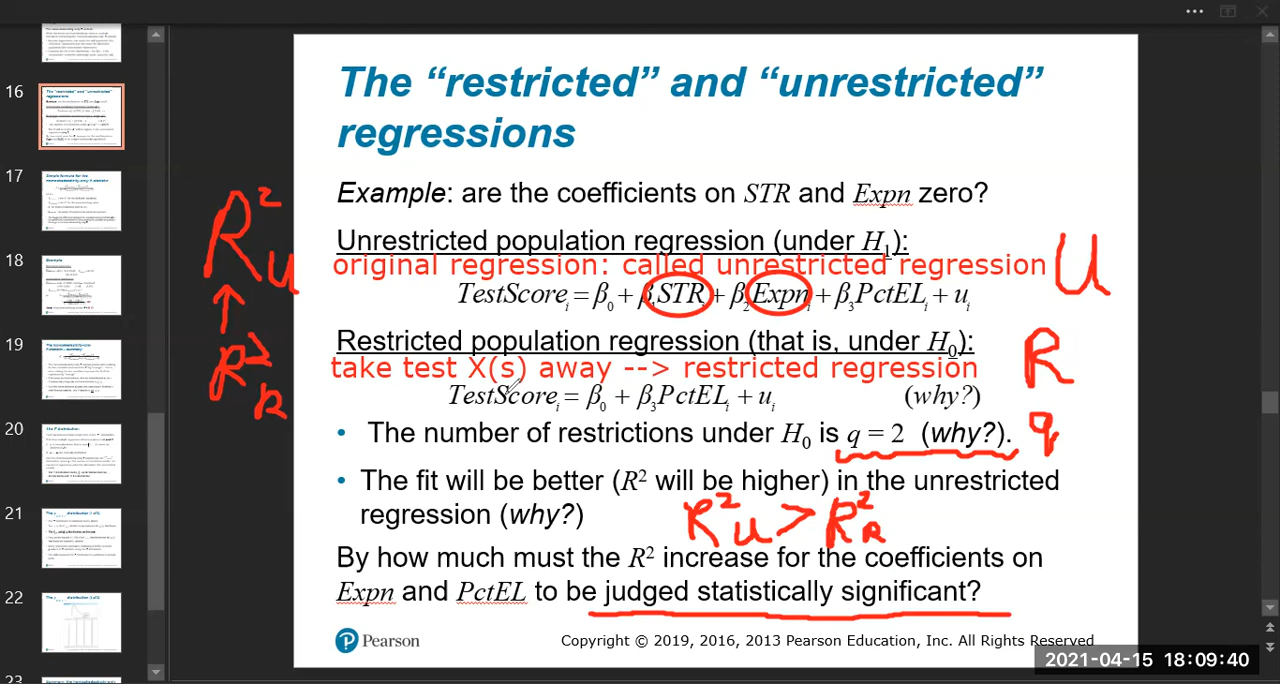 The “restricted” and “unrestricted”
regressions
Example: are the coefficients on STR and Expn zero?
Unrestricted population regression (under H1):
original regression: called unrestricted regression
U
TestScorei = β0 + β1STRi + β2Expni + β3PctELi + ui
Restricted population regression (that is, under H0):
take test X(s) away --> restricted regression
R
TestScorei = β0 + β3PctELi + ui (why?)
• The number of restrictions under H0 is q = 2 (why?).
q
• The fit will be better (R² will be higher) in the unrestricted
regression (why?)
R²U > R²R
By how much must the R² increase for the coefficients on
Expn and PctEL to be judged statistically significant?
Pearson
Copyright © 2019, 2016, 2013 Pearson Education, Inc. All Rights Reserved
2021-04-15 18:09:40
R²U
↑
R²R
16
17
18
19
20
21
22